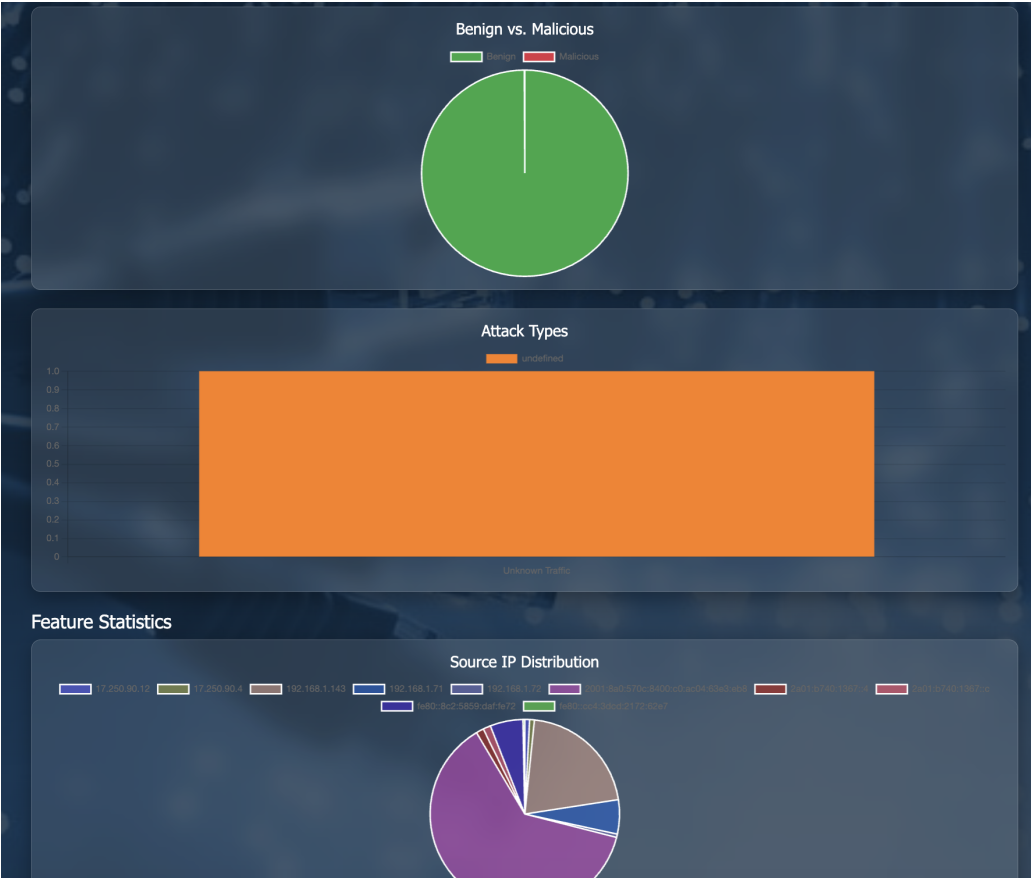 Benign vs. Malicious
Benign Malicious
Attack Types
undefined
1.0
0.9
0.8
0.7
0.6
0.5
0.4
0.3
0.2
0.1
0
Unknown Traffic
Feature Statistics
Source IP Distribution
17.250.90.12 17.250.90.4 192.168.1.143 192.168.1.71 192.168.1.72
fe80::8c2:5859:daf:fe72